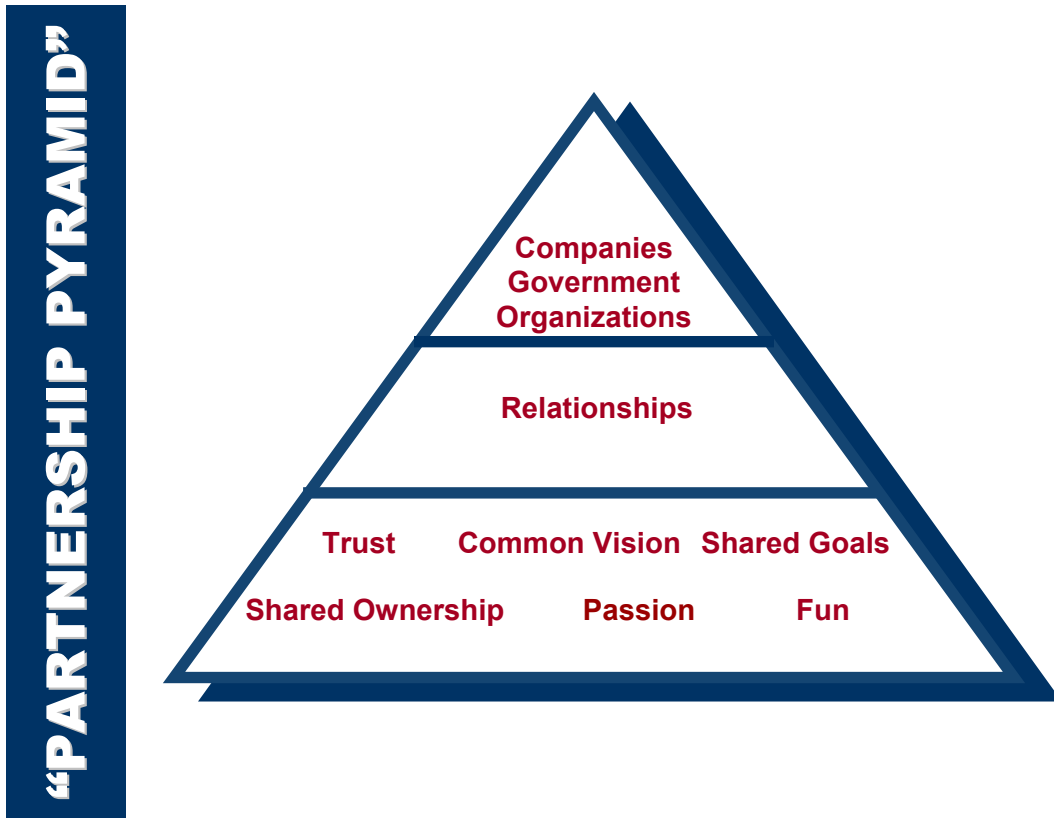 “PARTNERSHIP PYRAMID”
Companies
Government
Organizations
Relationships
Trust Common Vision Shared Goals
Shared Ownership Passion Fun